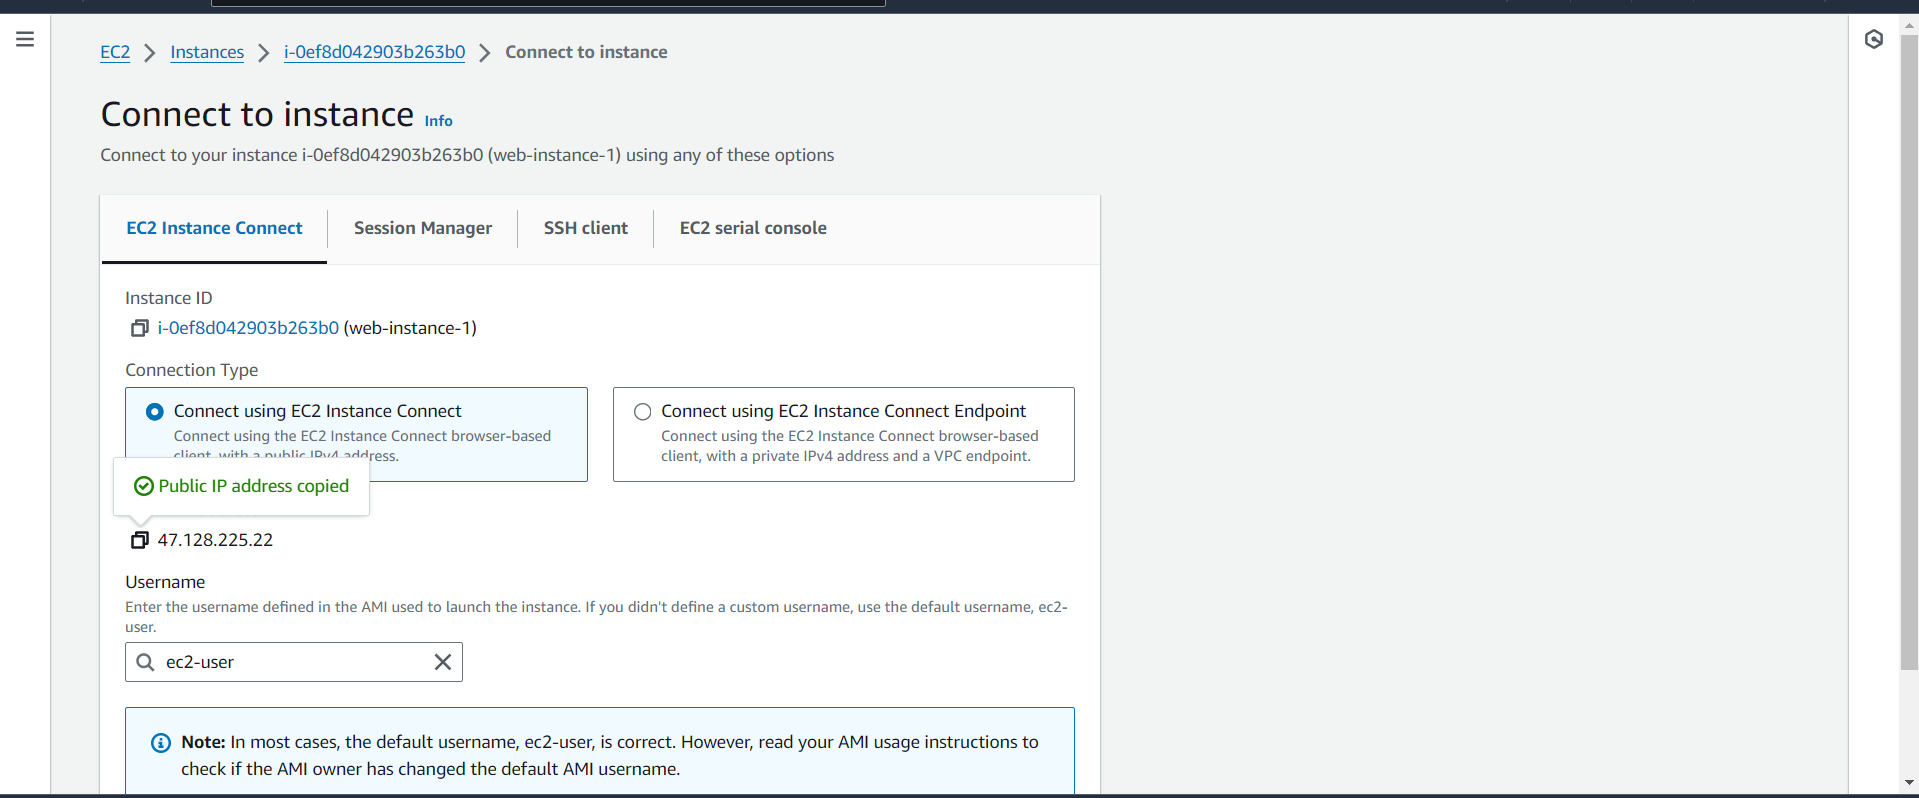 EC2 Instances i-0ef8d042903b263b0 Connect to instance
Connect to instance Info
Connect to your instance i-0ef8d042903b263b0 (web-instance-1) using any of these options
EC2 Instance Connect Session Manager SSH client EC2 serial console
Instance ID
i-0ef8d042903b263b0 (web-instance-1)
Connection Type
Connect using EC2 Instance Connect
Connect using the EC2 Instance Connect browser-based
client, with a public IPv4 address.
Connect using EC2 Instance Connect Endpoint
Connect using the EC2 Instance Connect browser-based
client, with a private IPv4 address and a VPC endpoint.
Public IP address copied
47.128.225.22
Username
Enter the username defined in the AMI used to launch the instance. If you didn't define a custom username, use the default username, ec2-
user.
ec2-user
Note: In most cases, the default username, ec2-user, is correct. However, read your AMI usage instructions to
check if the AMI owner has changed the default AMI username.